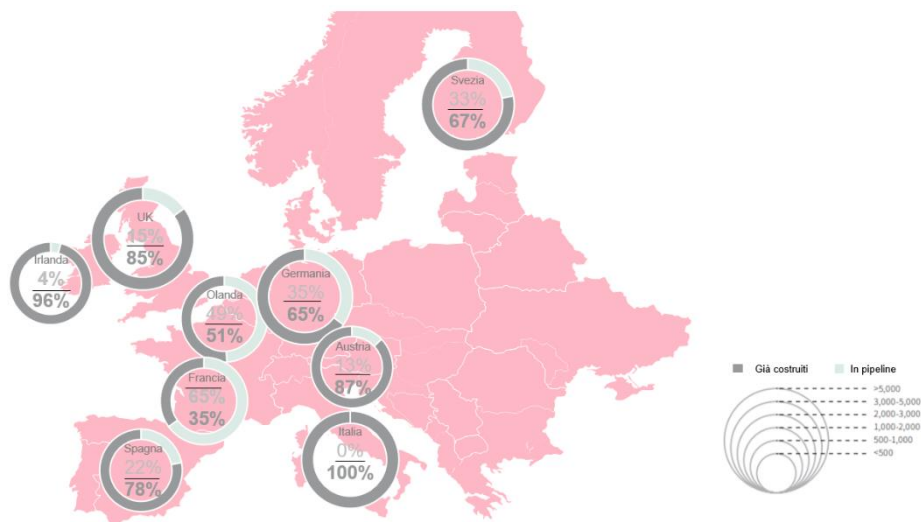 Svezia
33%
67%
UK
15%
85%
Irlanda
4%
96%
Germania
35%
65%
Olanda
49%
51%
Austria
13%
87%
Francia
65%
35%
Italia
0%
100%
Spagna
22%
78%
Già costruiti In pipeline
>5,000
3,000-5,000
2,000-3,000
1,000-2,000
500-1,000
<500